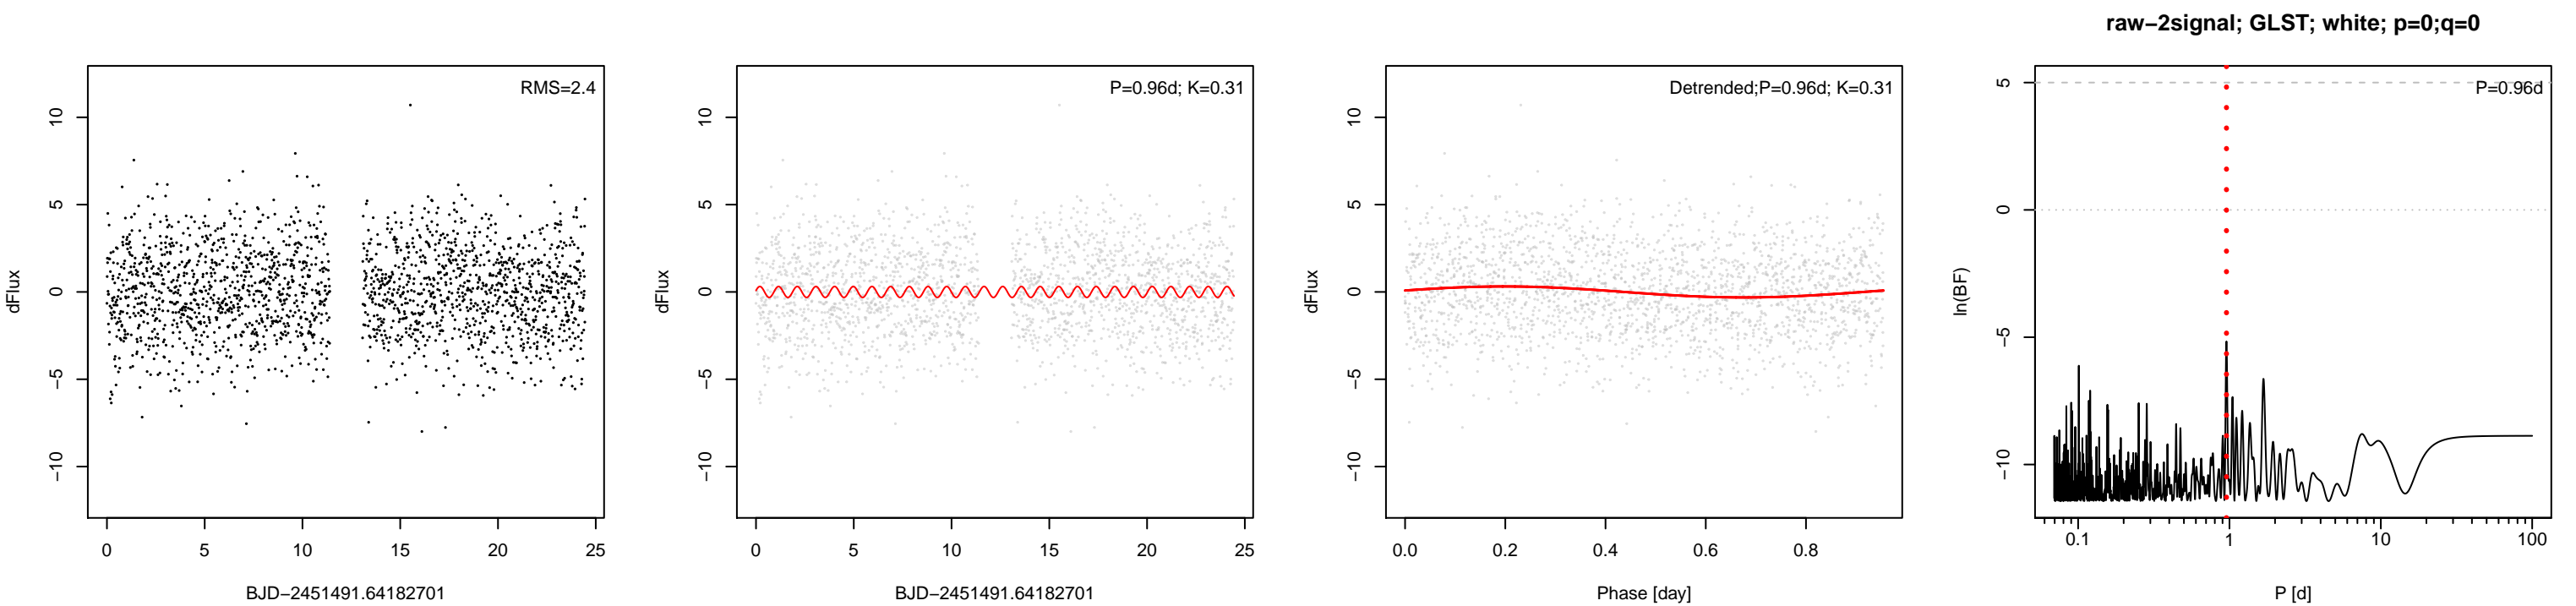 raw−2signal; GLST; white; p=0;q=0
RMS=2.4
dFlux
10
5
0
−5
−10
0 5 10 15 20 25
BJD−2451491.64182701
P=0.96d; K=0.31
dFlux
10
5
0
−5
−10
0 5 10 15 20 25
BJD−2451491.64182701
Detrended;P=0.96d; K=0.31
dFlux
10
5
0
−5
−10
0.0 0.2 0.4 0.6 0.8
Phase [day]
P=0.96d
ln(BF)
5
0
−5
−10
0.1 1 10 100
P [d]